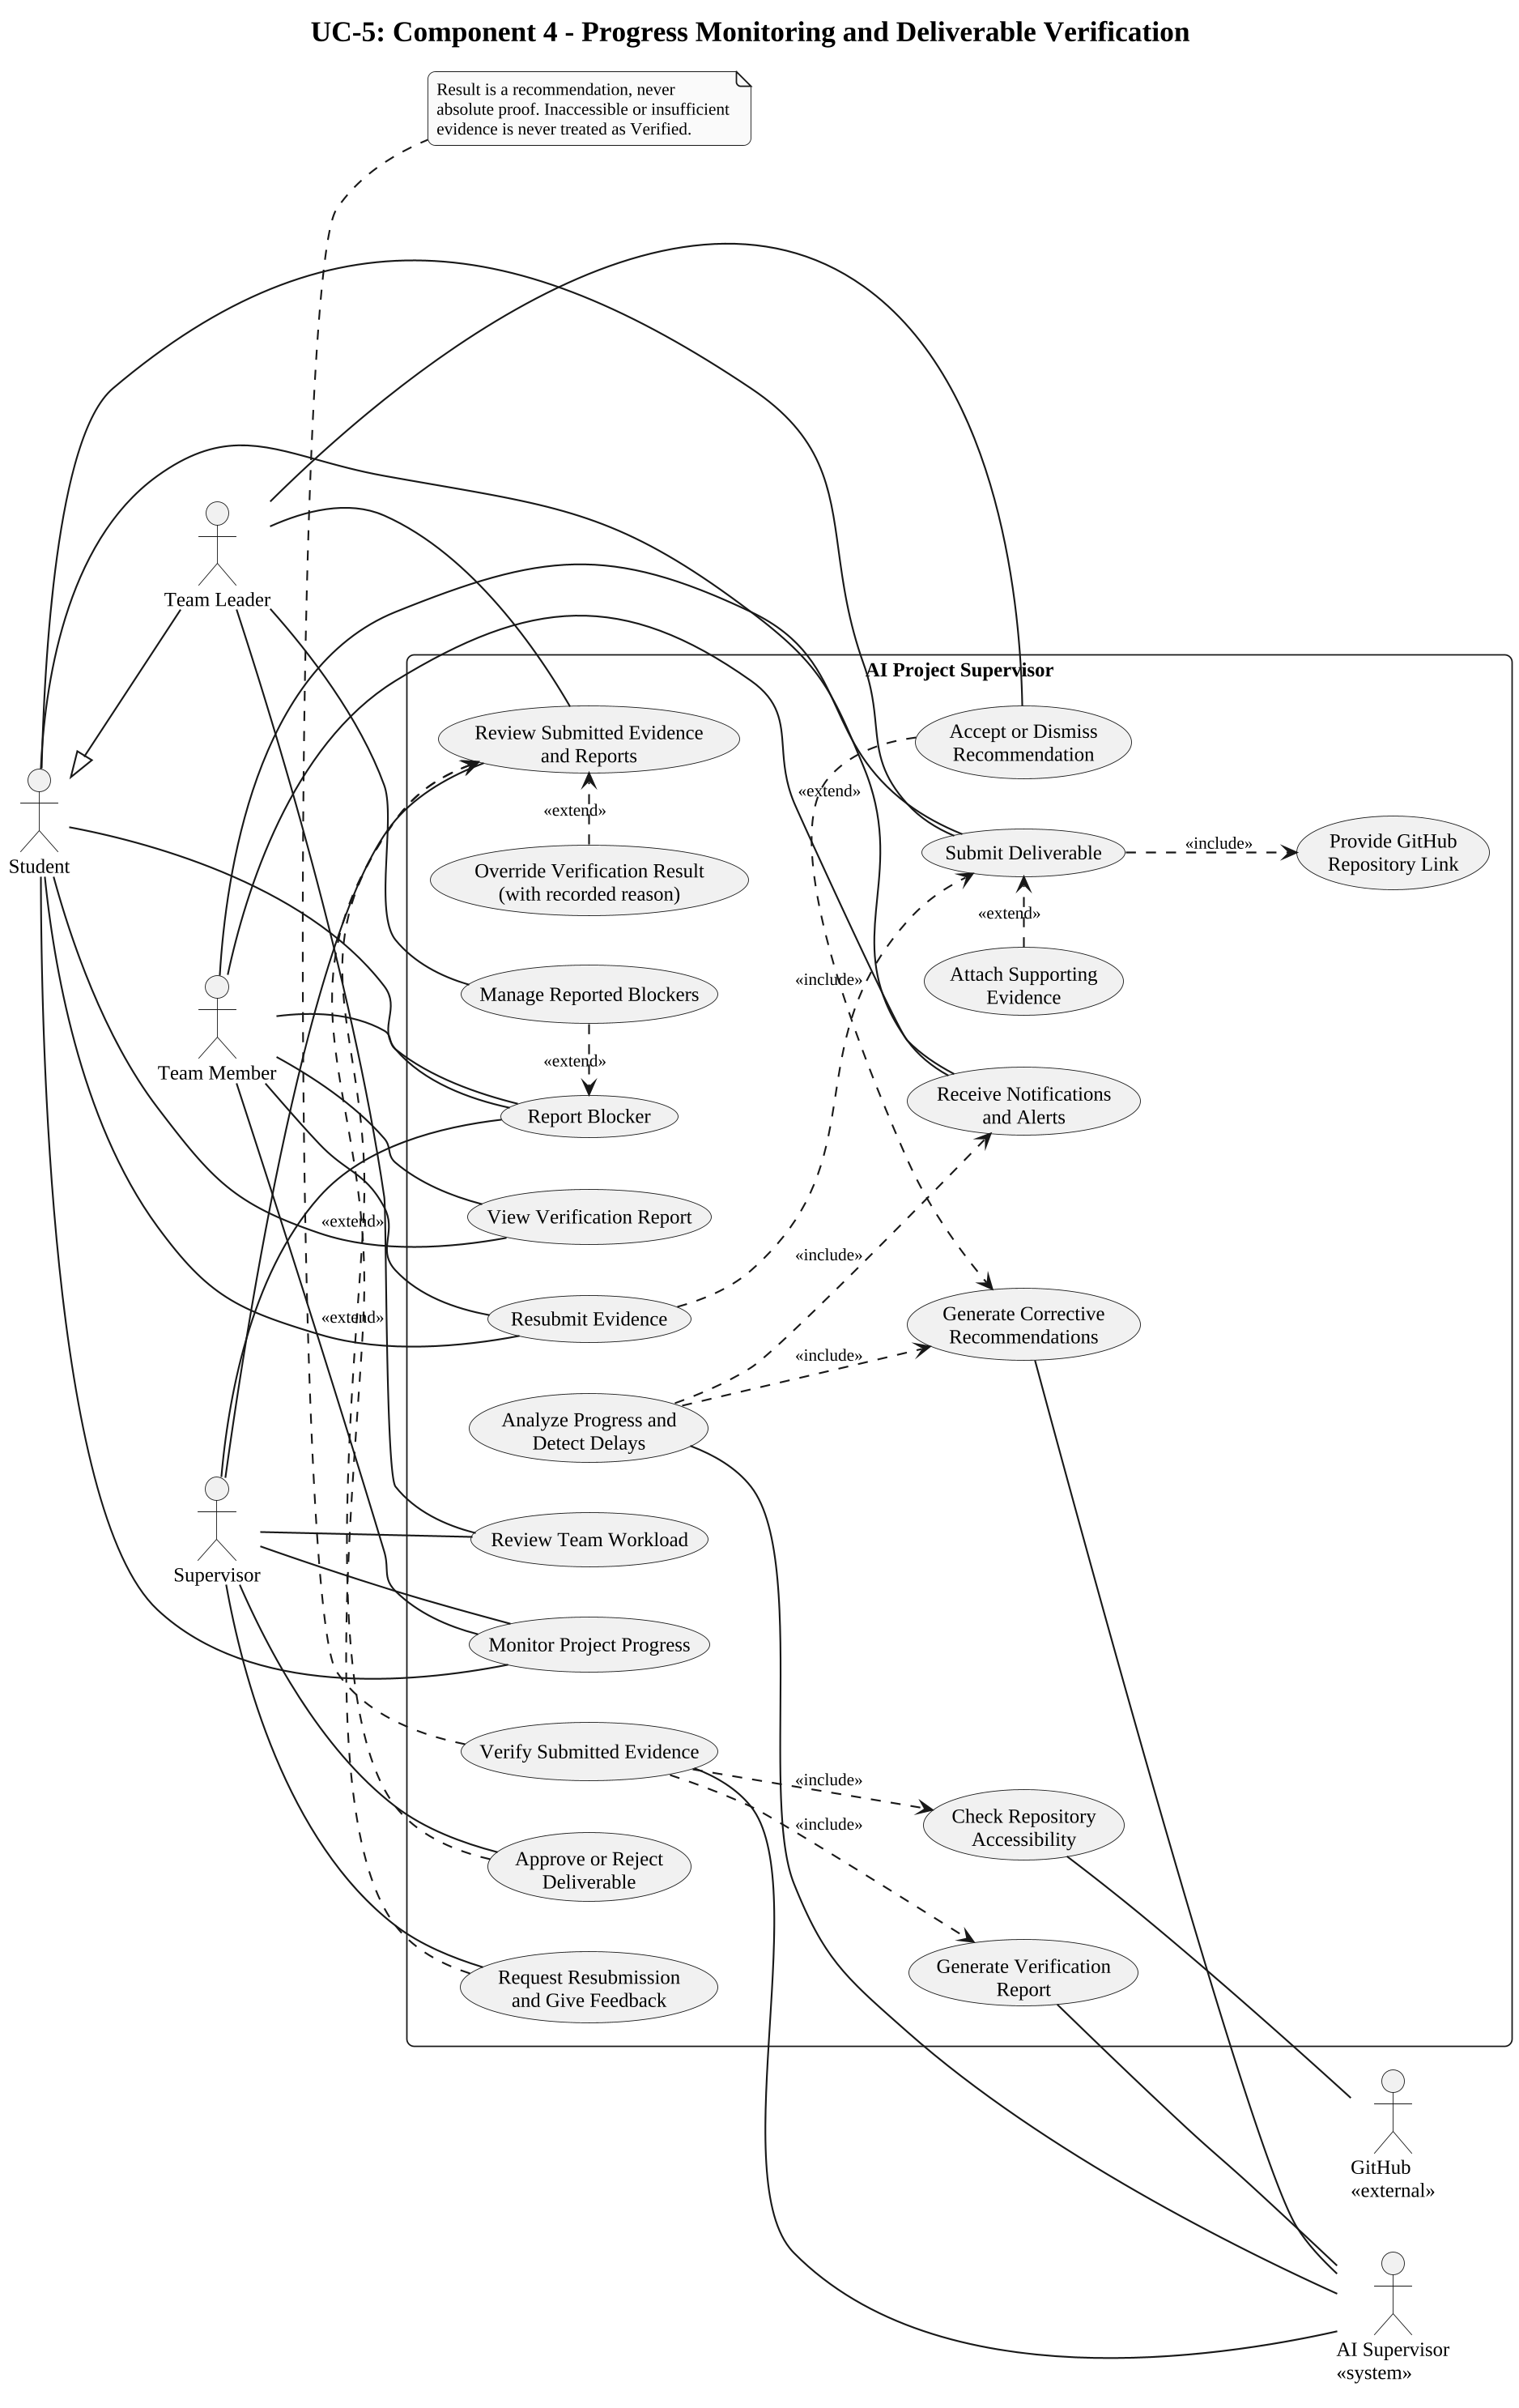 UC-5: Component 4 - Progress Monitoring and Deliverable Verification
Result is a recommendation, never
absolute proof. Inaccessible or insufficient
evidence is never treated as Verified.
Team Leader
AI Project Supervisor
Review Submitted Evidence
and Reports
Accept or Dismiss
Recommendation
«extend»
«extend»
Student
Override Verification Result
(with recorded reason)
Submit Deliverable
«include»
Provide GitHub
Repository Link
«extend»
Attach Supporting
Evidence
«include»
Manage Reported Blockers
Team Member
«extend»
Report Blocker
Receive Notifications
and Alerts
View Verification Report
«extend»
«include»
Resubmit Evidence
«extend»
Generate Corrective
Recommendations
«include»
Analyze Progress and
Detect Delays
Supervisor
Review Team Workload
Monitor Project Progress
Verify Submitted Evidence
«include»
Check Repository
Accessibility
«include»
Approve or Reject
Deliverable
Generate Verification
Report
Request Resubmission
and Give Feedback
GitHub
«external»
AI Supervisor
«system»